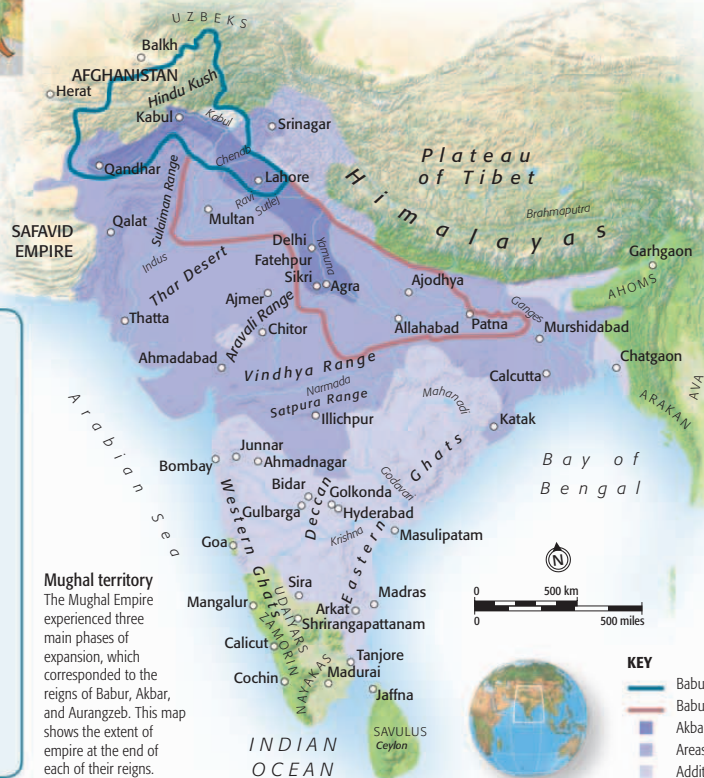 UZBEKS
Balkh
AFGHANISTAN
Herat
Hindu Kush
Kabul
Kabul
Srinagar
Plateau
of Tibet
Chenab
Qandhar
Lahore
Himalayas
Sulaiman Range
Ravi
Sutlej
Brahmaputra
Multan
Qalat
SAFAVID
EMPIRE
Delhi
Yamuna
Garhgaon
Indus
Thar Desert
Fatehpur
Sikri
Agra
Ajodhya
AHOMS
Ajmer
Ganges
Thatta
Aravali Range
Chitor
Allahabad
Patna
Murshidabad
Ahmadabad
Vindhya Range
Chatgaon
Calcutta
AVA
Narmada
Satpura Range
Mahanadi
ARAKAN
Arabian Sea
Illichpur
Katak
Junnar
Bombay
Ahmadnagar
Bay of
Bengal
Bidar
Godavari
Eastern Ghats
Golkonda
Gulbarga
Deccan
Hyderabad
Western Ghats
Krishna
Masulipatam
Goa
N
Mughal territory
The Mughal Empire
experienced three
main phases of
expansion, which
corresponded to the
reigns of Babur, Akbar,
and Aurangzeb. This map
shows the extent of
empire at the end of
each of their reigns.
Sira
0 500 km
0 500 miles
Mangalur
UDAIYARS
Madras
Arkat
Shrirangapattanam
ZAMORIN
Calicut
Tanjore
Cochin
NAYAKAS
Madurai
Jaffna
SAVULUS
Ceylon
INDIAN
OCEAN
KEY
Babu
Babu
Akba
Areas
Addit